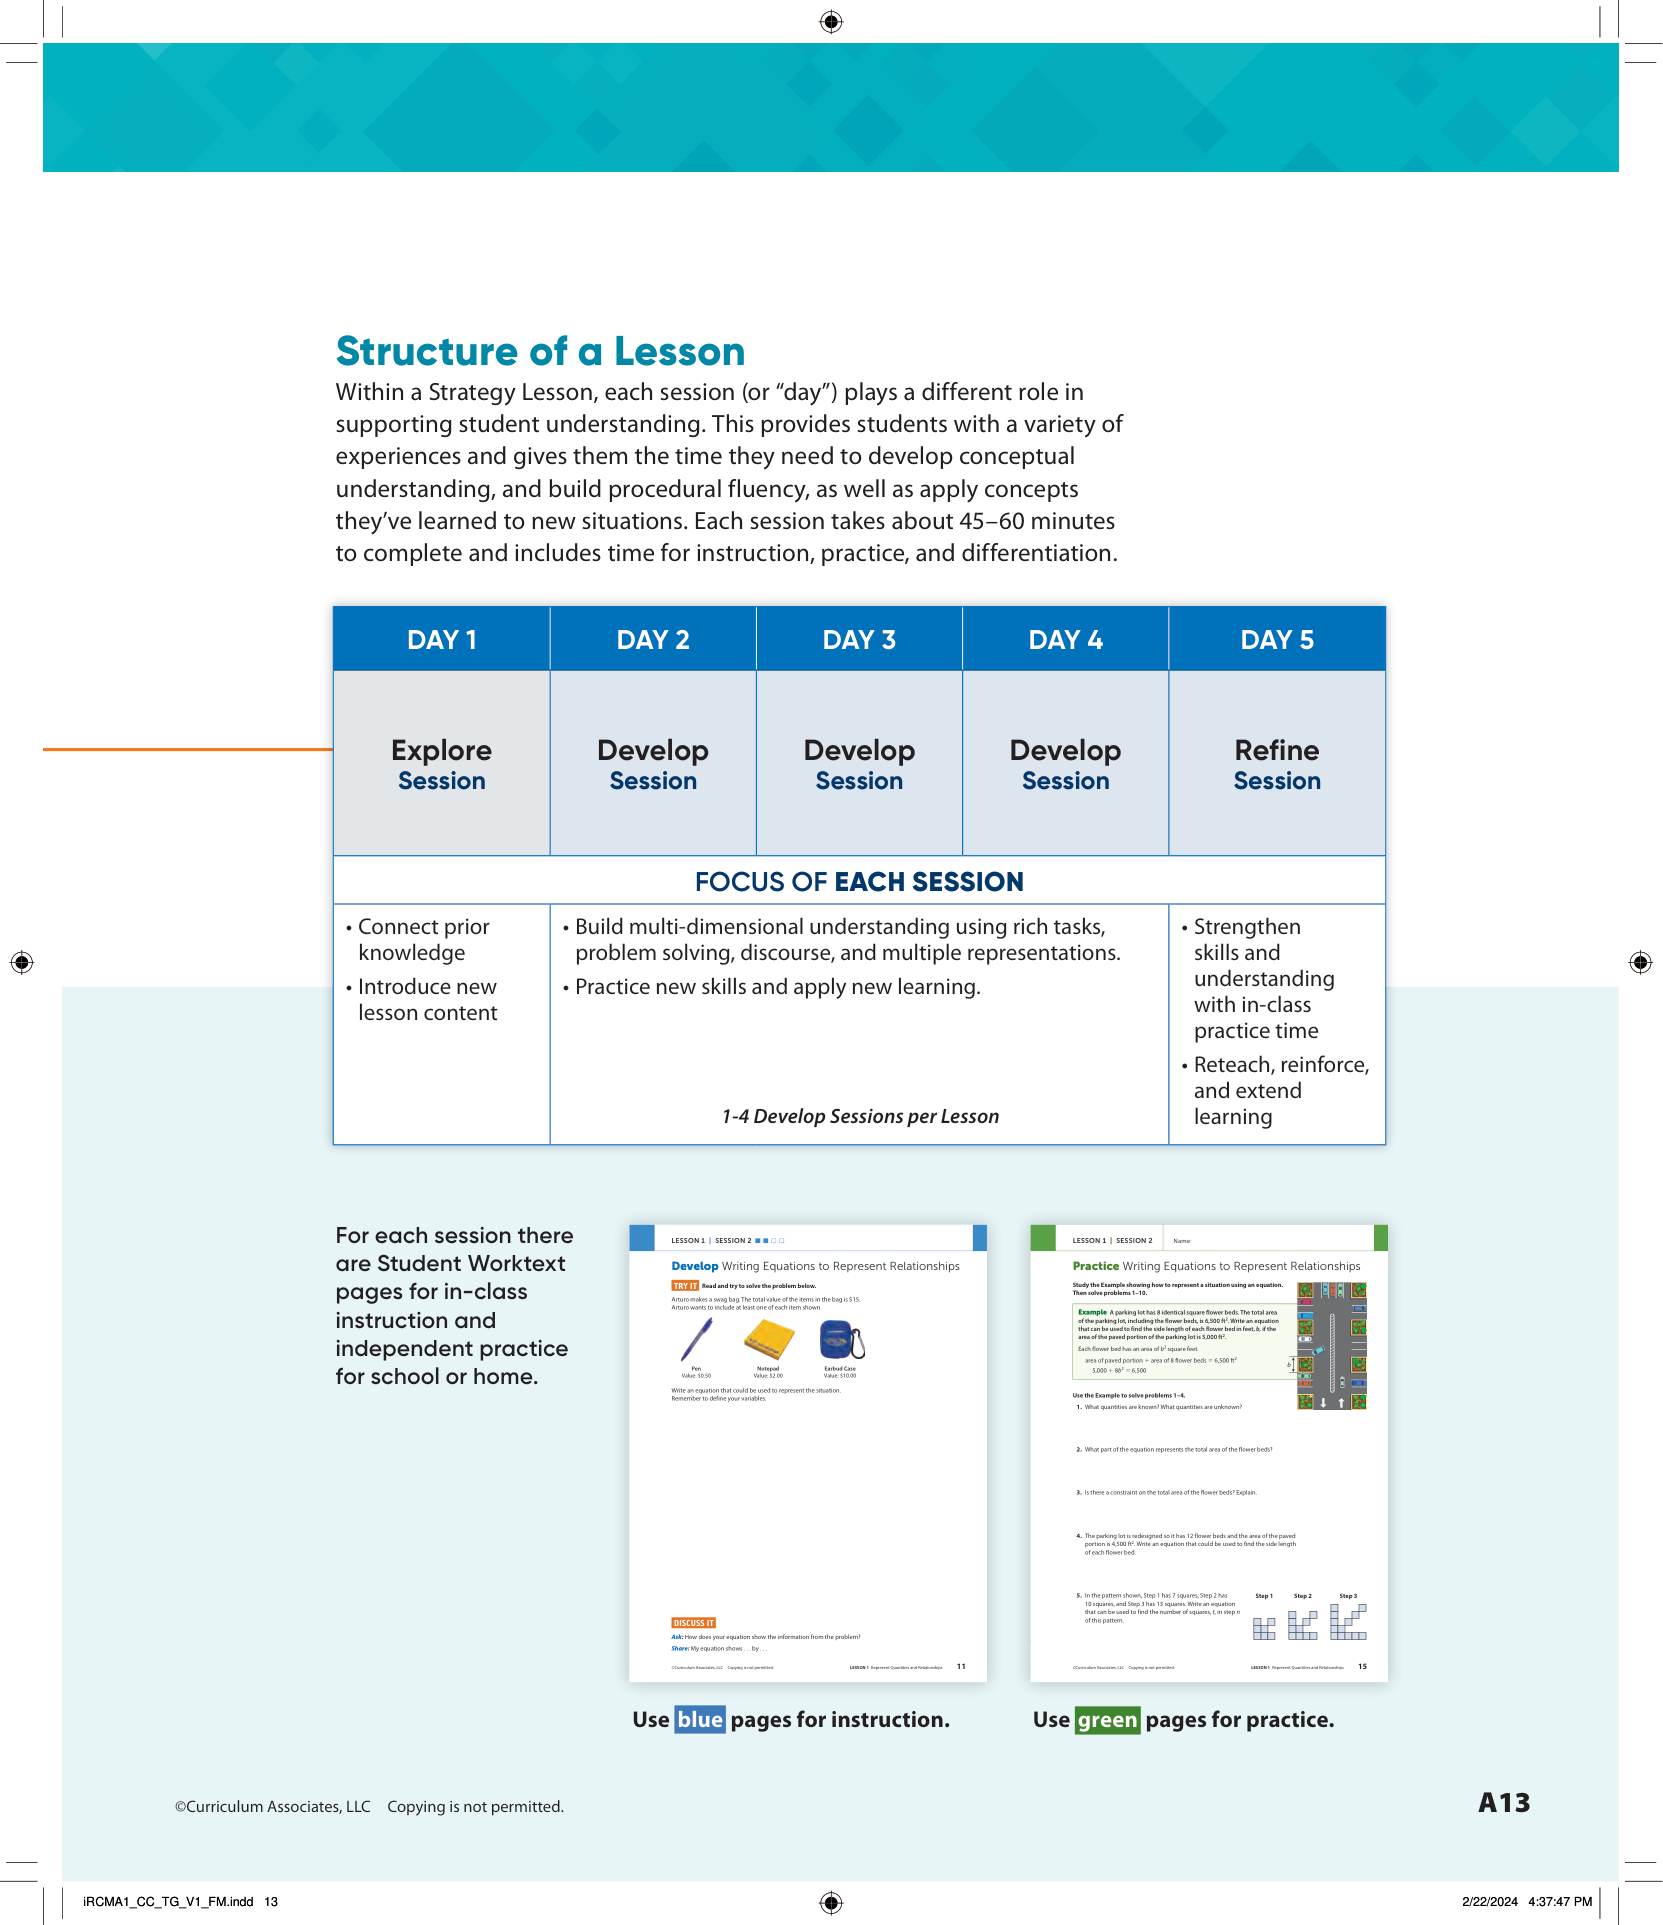 Structure of a Lesson
Within a Strategy Lesson, each session (or “day”) plays a different role in
supporting student understanding. This provides students with a variety of
experiences and gives them the time they need to develop conceptual
understanding, and build procedural fluency, as well as apply concepts
they’ve learned to new situations. Each session takes about 45–60 minutes
to complete and includes time for instruction, practice, and differentiation.
DAY 1
DAY 2
DAY 3
DAY 4
DAY 5
Explore
Session
Develop
Session
Develop
Session
Develop
Session
Refine
Session
FOCUS OF EACH SESSION
• Connect prior
knowledge
• Introduce new
lesson content
• Build multi-dimensional understanding using rich tasks,
problem solving, discourse, and multiple representations.
• Practice new skills and apply new learning.
1-4 Develop Sessions per Lesson
• Strengthen
skills and
understanding
with in-class
practice time
• Reteach, reinforce,
and extend
learning
For each session there
are Student Worktext
pages for in-class
instruction and
independent practice
for school or home.
LESSON 1 | SESSION 2
Develop Writing Equations to Represent Relationships
TRY IT Read and try to solve the problem below.
Arturo makes a swag bag. The total value of the items in the bag is $15.
Arturo wants to include at least one of each item shown.
Pen
Value: $0.50
Notepad
Value: $2.00
Earbud Case
Value: $10.00
Write an equation that could be used to represent the situation.
Remember to define your variables.
DISCUSS IT
Ask: How does your equation show the information from the problem?
Share: My equation shows . . . by . . .
©Curriculum Associates, LLC Copying is not permitted.
LESSON 1 Represent Quantities and Relationships 11
LESSON 1 | SESSION 2
Name:
Practice Writing Equations to Represent Relationships
Study the Example showing how to represent a situation using an equation.
Then solve problems 1–10.
Example A parking lot has 8 identical square flower beds. The total area
of the parking lot, including the flower beds, is 6,500 ft². Write an equation
that can be used to find the side length of each flower bed in feet, b, if the
area of the paved portion of the parking lot is 5,000 ft².
Each flower bed has an area of b² square feet.
area of paved portion + area of 8 flower beds = 6,500 ft²
5,000 + 8b² = 6,500
b
Use the Example to solve problems 1–4.
1. What quantities are known? What quantities are unknown?
2. What part of the equation represents the total area of the flower beds?
3. Is there a constraint on the total area of the flower beds? Explain.
4. The parking lot is redesigned so it has 12 flower beds and the area of the paved
portion is 4,500 ft². Write an equation that could be used to find the side length
of each flower bed.
5. In the pattern shown, Step 1 has 7 squares, Step 2 has
10 squares, and Step 3 has 13 squares. Write an equation
that can be used to find the number of squares, t, in step n
of this pattern.
Step 1
Step 2
Step 3
©Curriculum Associates, LLC Copying is not permitted.
LESSON 1 Represent Quantities and Relationships 15
Use blue pages for instruction.
Use green pages for practice.
©Curriculum Associates, LLC Copying is not permitted.
A13
iRCMA1_CC_TG_V1_FM.indd 13
2/22/2024 4:37:47 PM